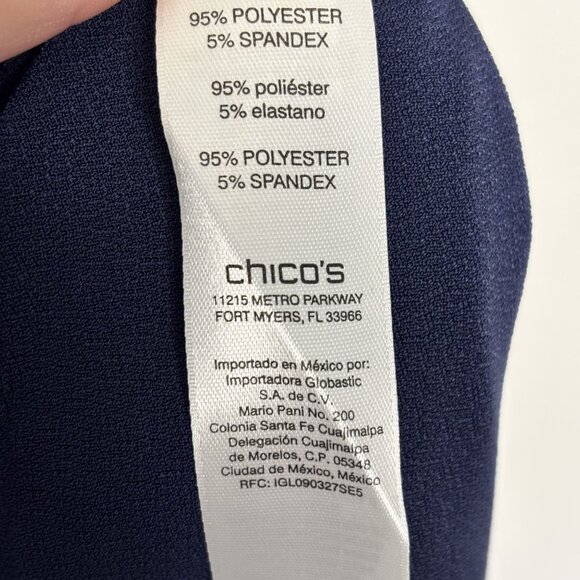 95% POLYESTER
5% SPANDEX
95% poliéster
5% elastano
95% POLYESTER
5% SPANDEX
chico's
11215 METRO PARKWAY
FORT MYERS, FL 33966
Importado en México por:
Importadora Globastic
S.A. de C.V.
Mario Pani No. 200
Colonia Santa Fe Cuajimalpa
Delegación Cuajimalpa
de Morelos, C.P. 05348
Ciudad de México, México
RFC: IGL090327SE5